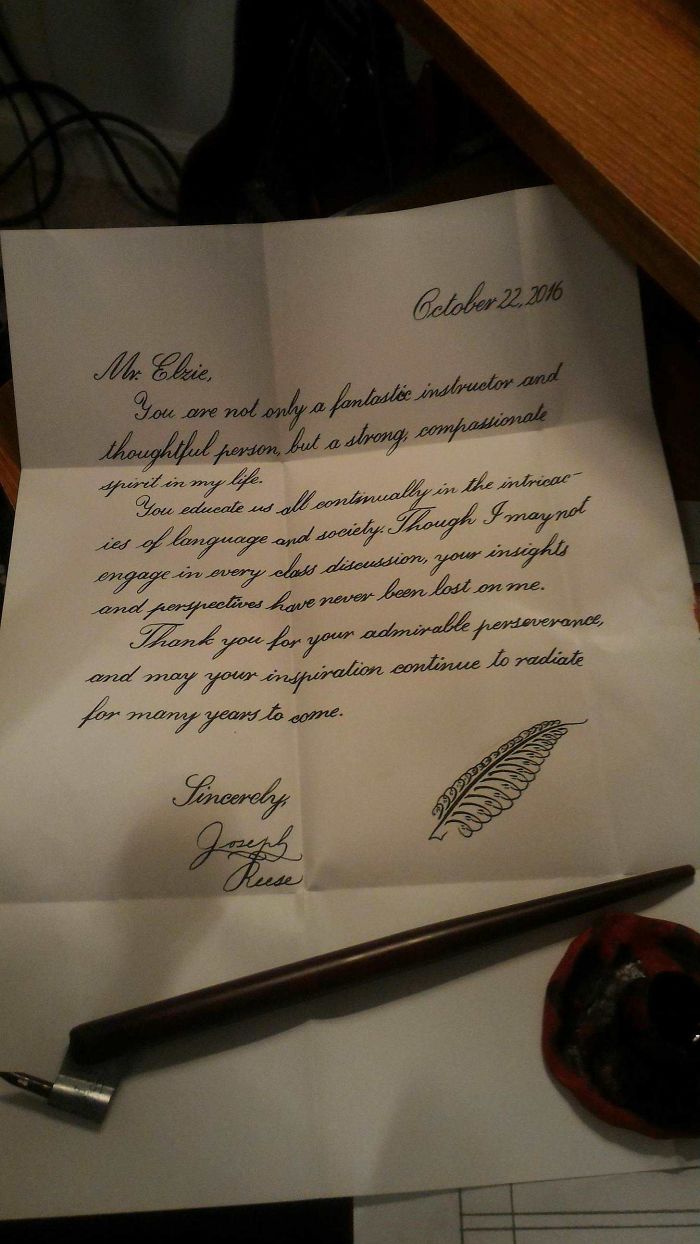 October 22, 2016
Mr. Elzie,
You are not only a fantastic instructor and
thoughtful person, but a strong, compassionate
spirit in my life.
You educate us all continually in the intricac-
ies of language and society. Though I may not
engage in every class discussion, your insights
and perspectives have never been lost on me.
Thank you for your admirable perseverance,
and may your inspiration continue to radiate
for many years to come.
Sincerely,
Joseph
Reese